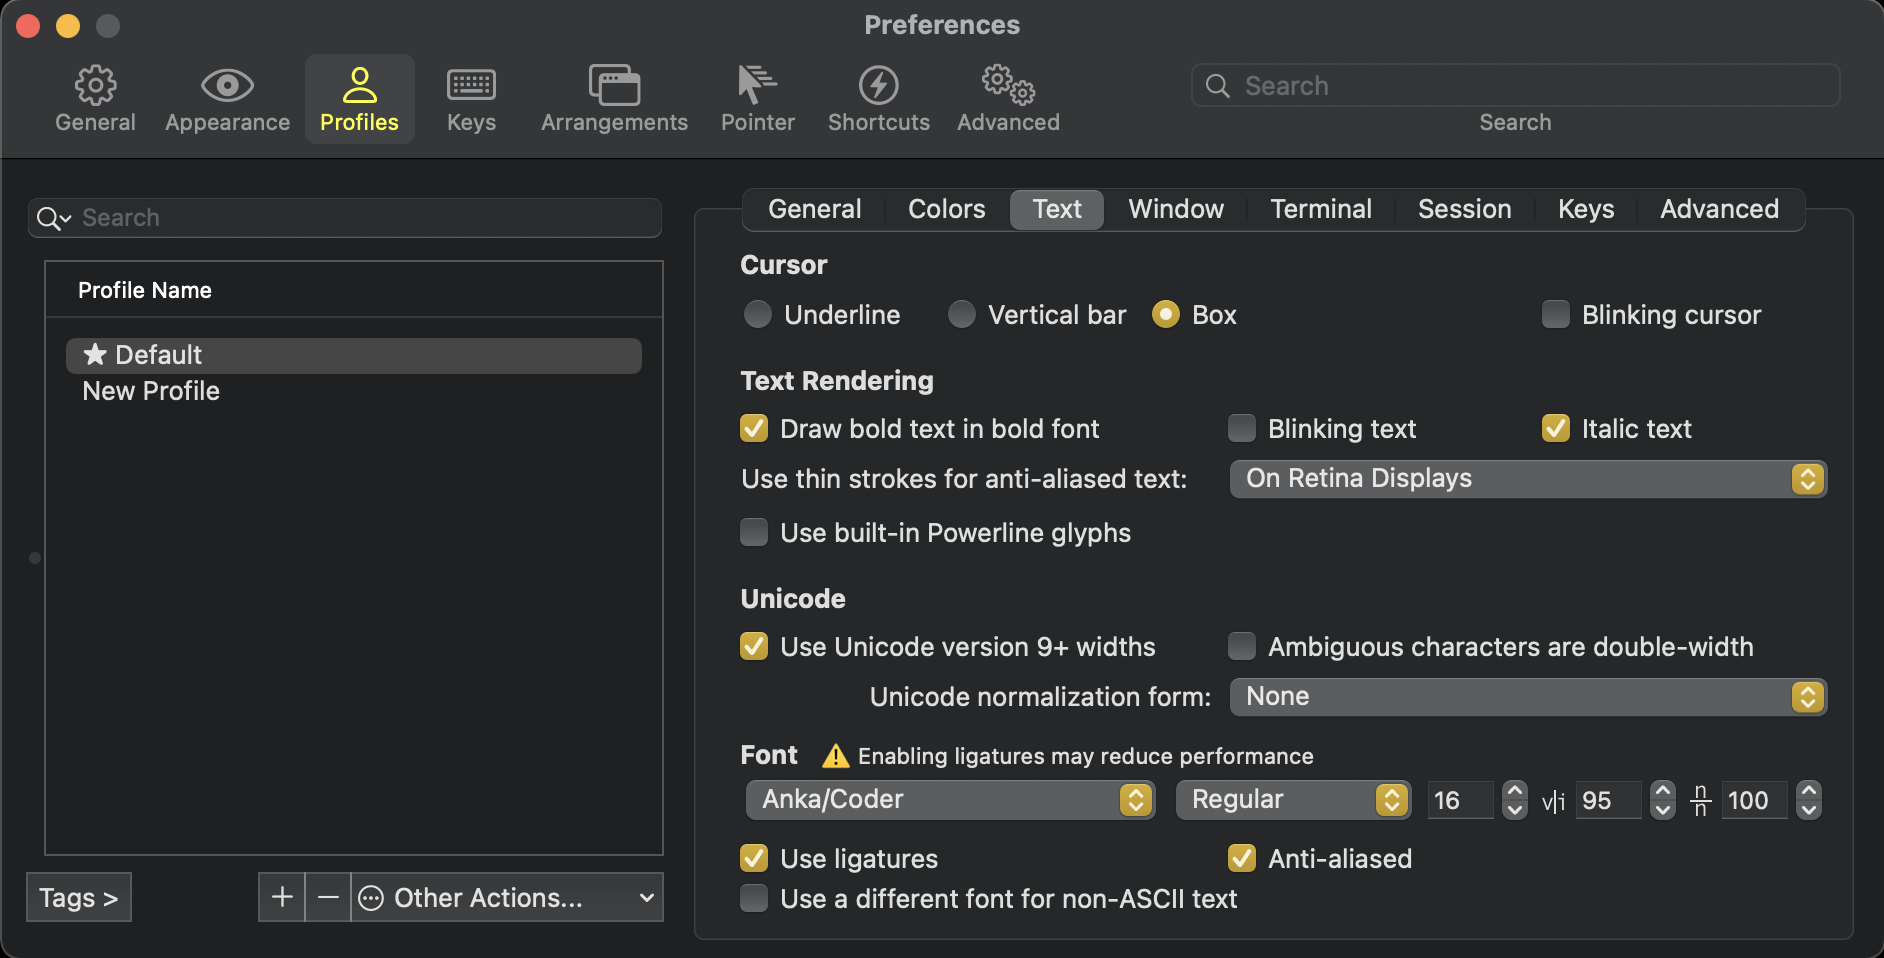 Preferences
General Appearance Profiles Keys Arrangements Pointer Shortcuts Advanced
Search
Search
Search
Profile Name
Default
New Profile
Tags >
+ − Other Actions...
General Colors Text Window Terminal Session Keys Advanced
Cursor
Underline Vertical bar Box Blinking cursor
Text Rendering
Draw bold text in bold font Blinking text Italic text
Use thin strokes for anti-aliased text: On Retina Displays
Use built-in Powerline glyphs
Unicode
Use Unicode version 9+ widths Ambiguous characters are double-width
Unicode normalization form: None
Font ⚠ Enabling ligatures may reduce performance
Anka/Coder Regular 16 v|i 95 n/n 100
Use ligatures Anti-aliased
Use a different font for non-ASCII text